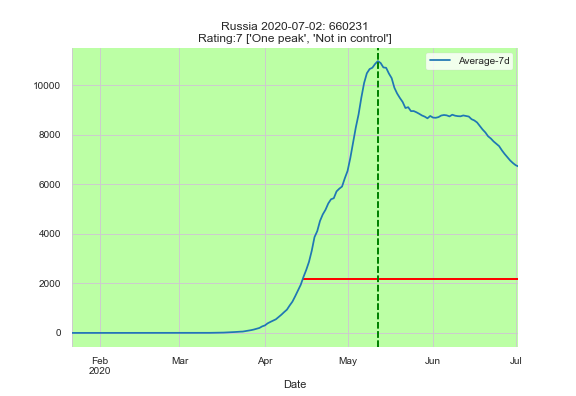 Russia 2020-07-02: 660231
Rating:7 ['One peak', 'Not in control']
Average-7d
10000
8000
6000
4000
2000
0
Feb Mar Apr May Jun Jul
2020
Date